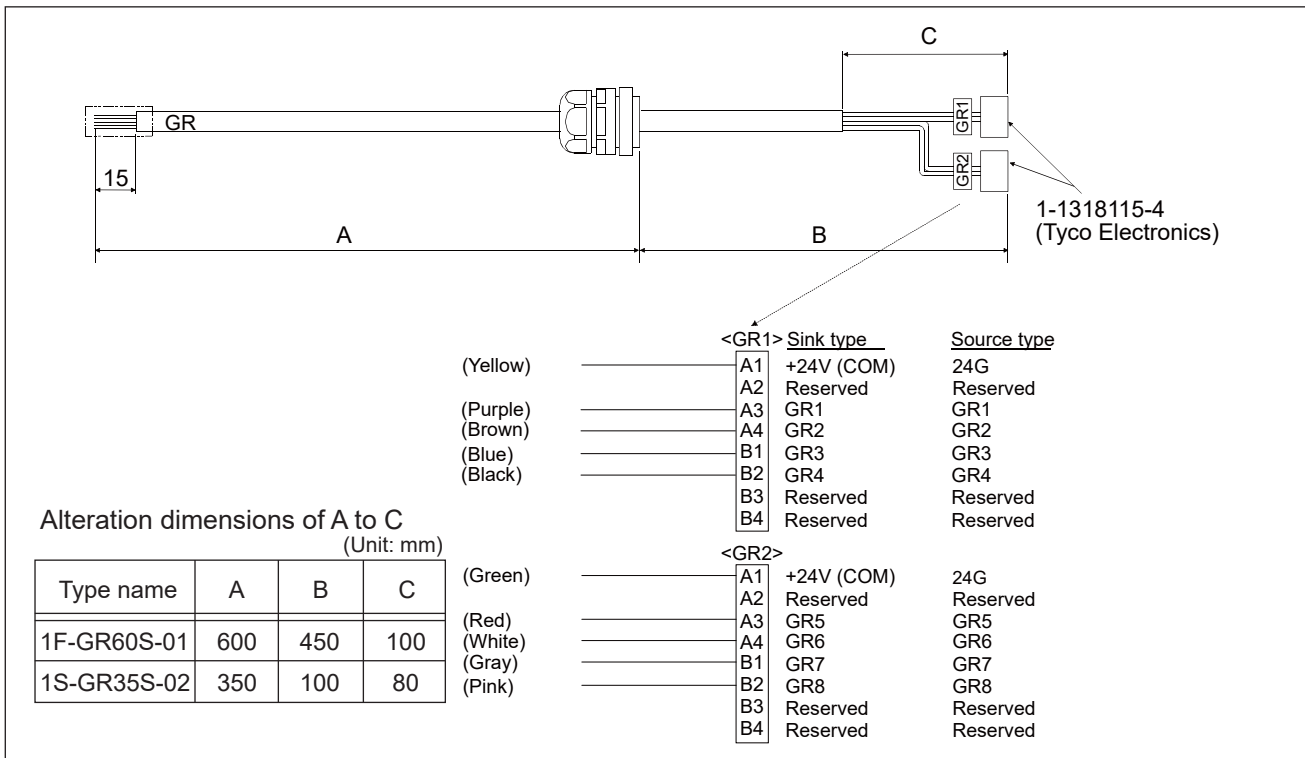 C
GR
GR1
GR2
15
1-1318115-4
(Tyco Electronics)
A
B
<GR1> Sink type Source type
(Yellow) A1 +24V (COM) 24G
A2 Reserved Reserved
(Purple) A3 GR1 GR1
(Brown) A4 GR2 GR2
(Blue) B1 GR3 GR3
(Black) B2 GR4 GR4
B3 Reserved Reserved
B4 Reserved Reserved
<GR2>
(Green) A1 +24V (COM) 24G
A2 Reserved Reserved
(Red) A3 GR5 GR5
(White) A4 GR6 GR6
(Gray) B1 GR7 GR7
(Pink) B2 GR8 GR8
B3 Reserved Reserved
B4 Reserved Reserved
Alteration dimensions of A to C
(Unit: mm)
Type name A B C
1F-GR60S-01 600 450 100
1S-GR35S-02 350 100 80